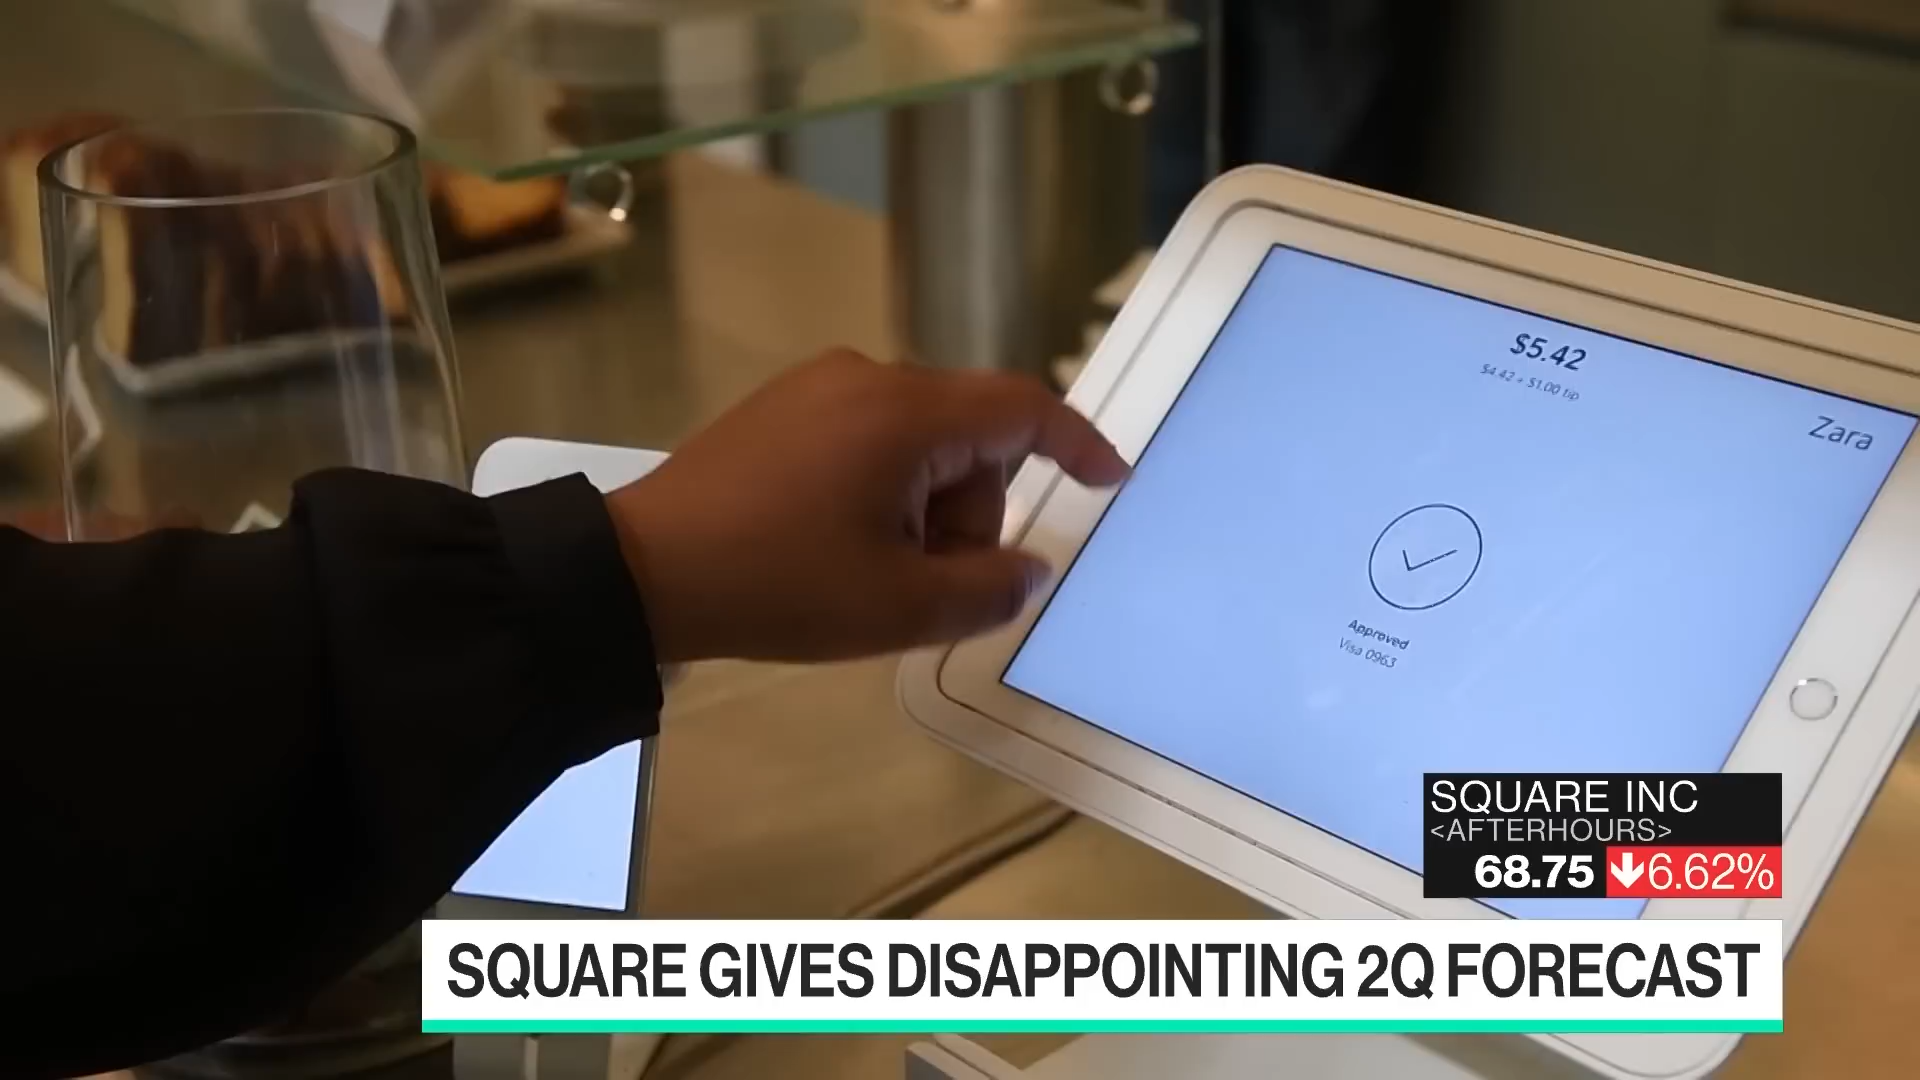 $5.42
$4.42 + $1.00 tip
Zara
Approved
Visa 0963
SQUARE INC
<AFTERHOURS>
68.75 ↓6.62%
SQUARE GIVES DISAPPOINTING 2Q FORECAST